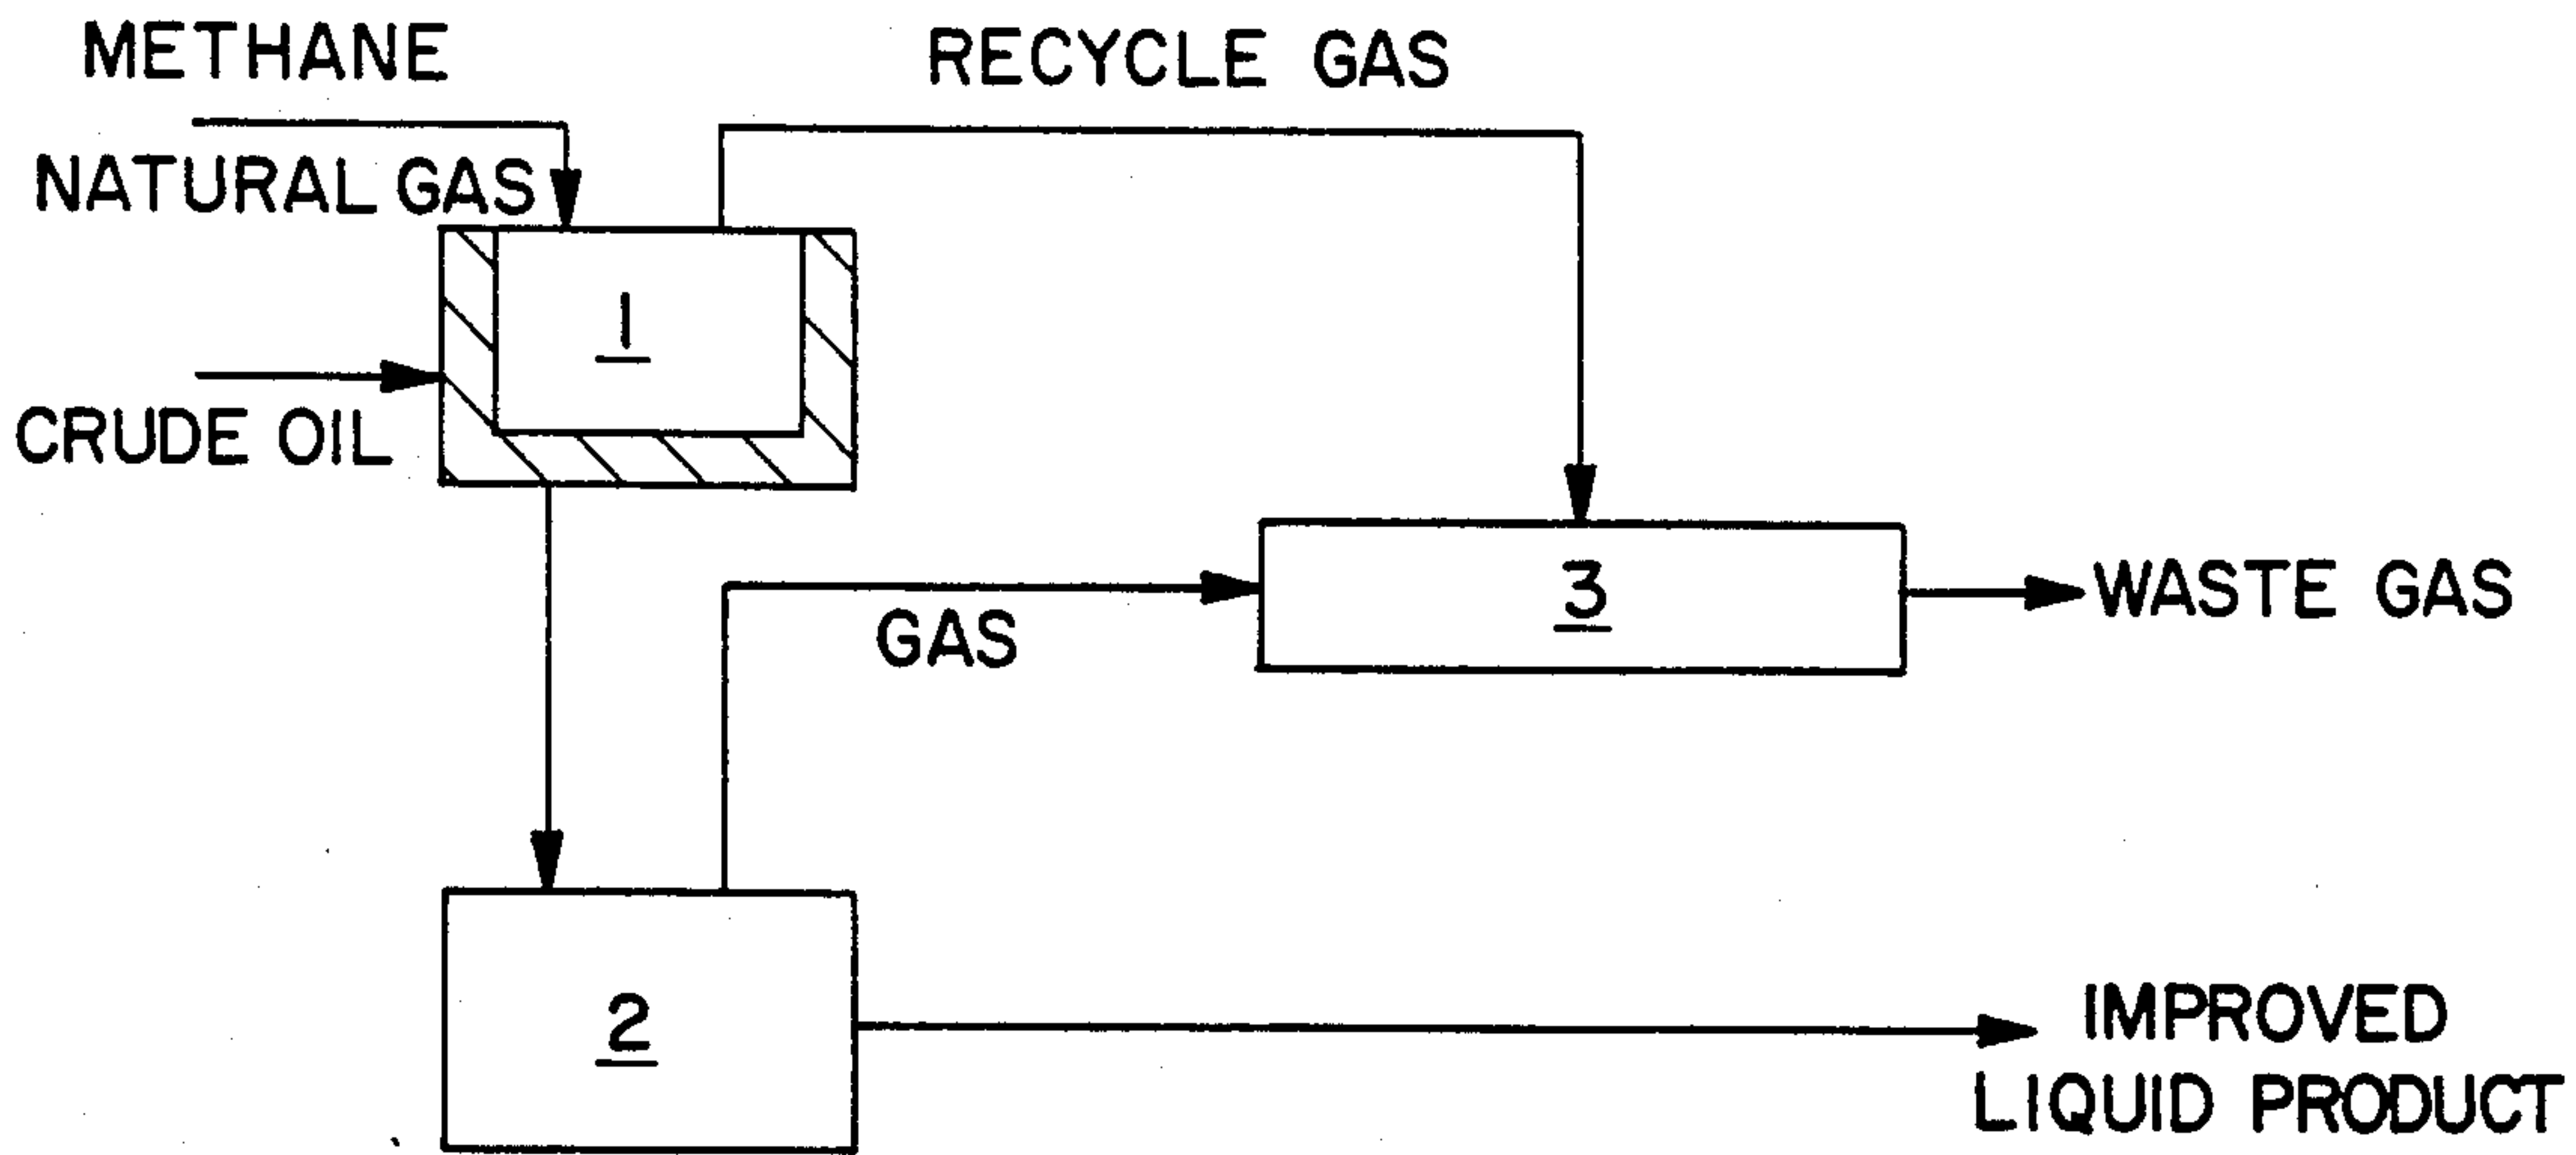 METHANE
RECYCLE GAS
NATURAL GAS
1
CRUDE OIL
3
WASTE GAS
GAS
2
IMPROVED
LIQUID PRODUCT